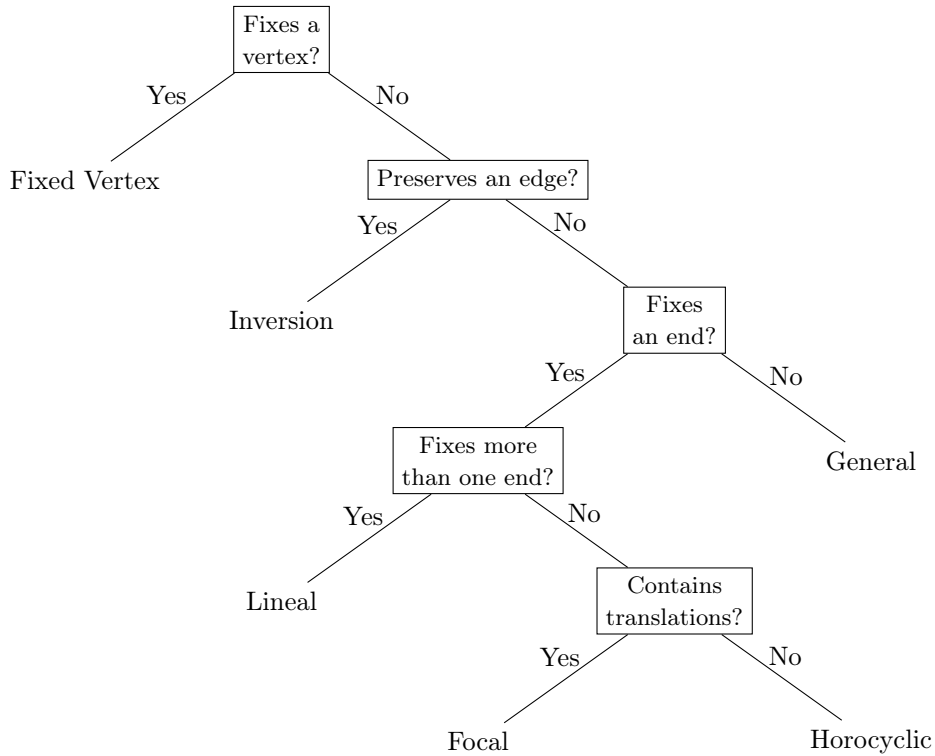 Fixes a
vertex?
Yes
No
Fixed Vertex
Preserves an edge?
Yes
No
Inversion
Fixes
an end?
Yes
No
Fixes more
than one end?
General
Yes
No
Lineal
Contains
translations?
Yes
No
Focal
Horocyclic